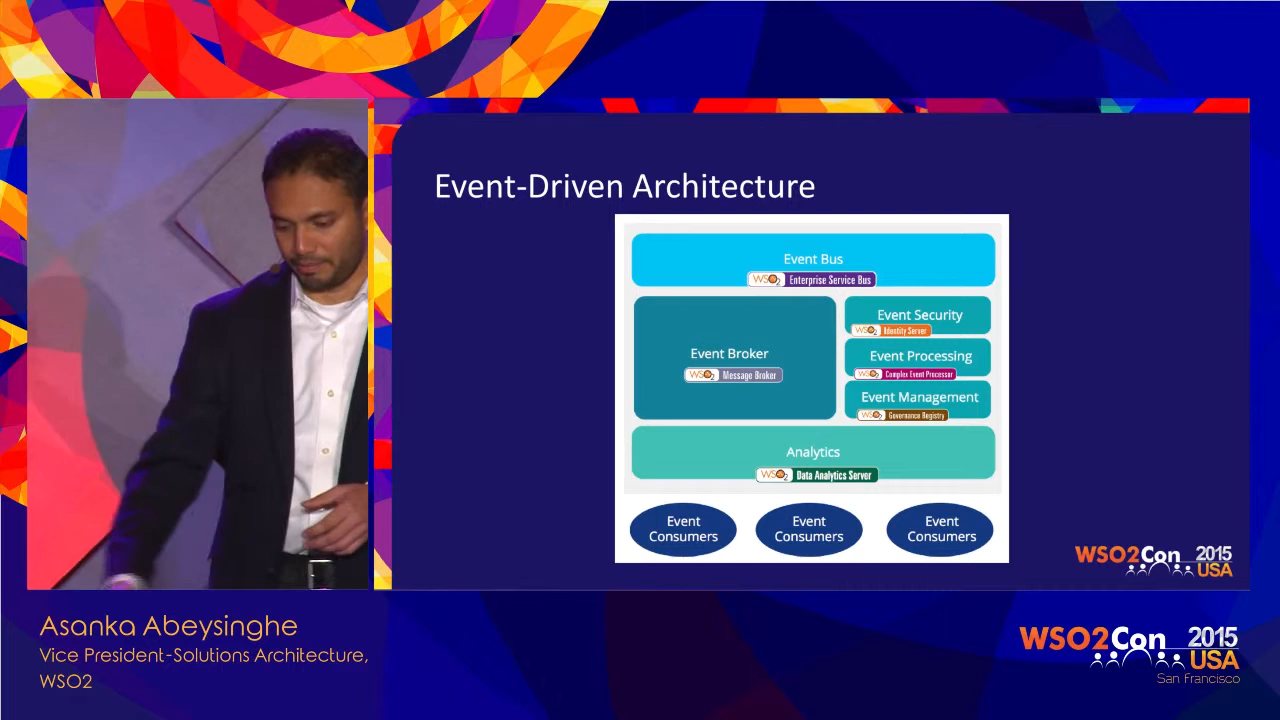 Event-Driven Architecture
Event Bus
WSO2 Enterprise Service Bus
Event Broker
WSO2 Message Broker
Event Security
WSO2 Identity Server
Event Processing
WSO2 Complex Event Processor
Event Management
WSO2 Governance Registry
Analytics
WSO2 Data Analytics Server
Event
Consumers
Event
Consumers
Event
Consumers
WSO2Con 2015
USA
Asanka Abeysinghe
Vice President-Solutions Architecture,
WSO2
WSO2Con 2015
USA
San Francisco